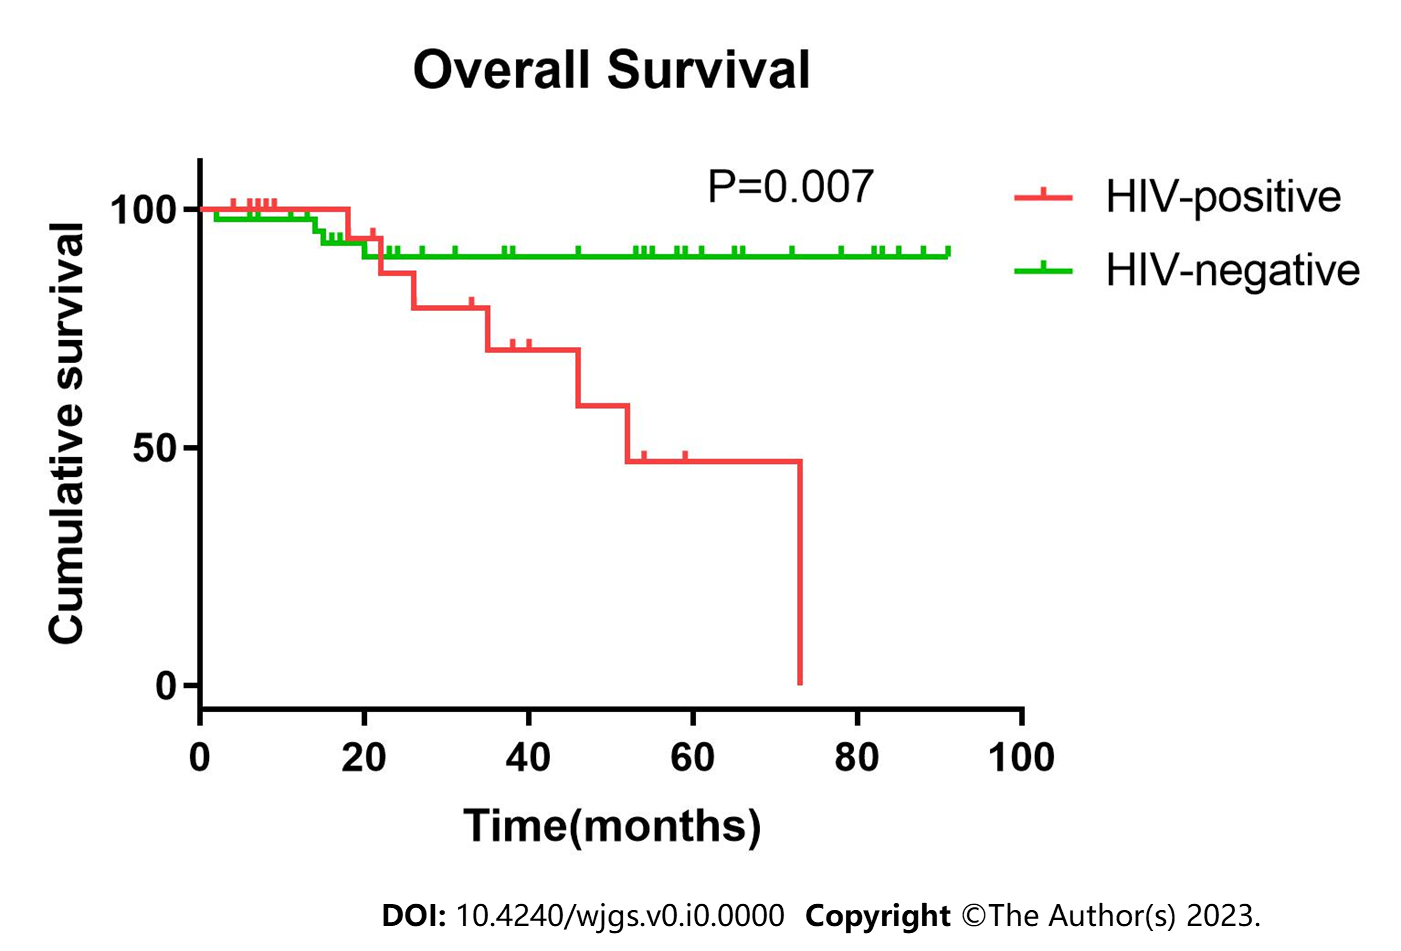 Overall Survival
P=0.007
HIV-positive
HIV-negative
Cumulative survival
100
50
0
0 20 40 60 80 100
Time(months)
DOI: 10.4240/wjgs.v0.i0.0000 Copyright ©The Author(s) 2023.